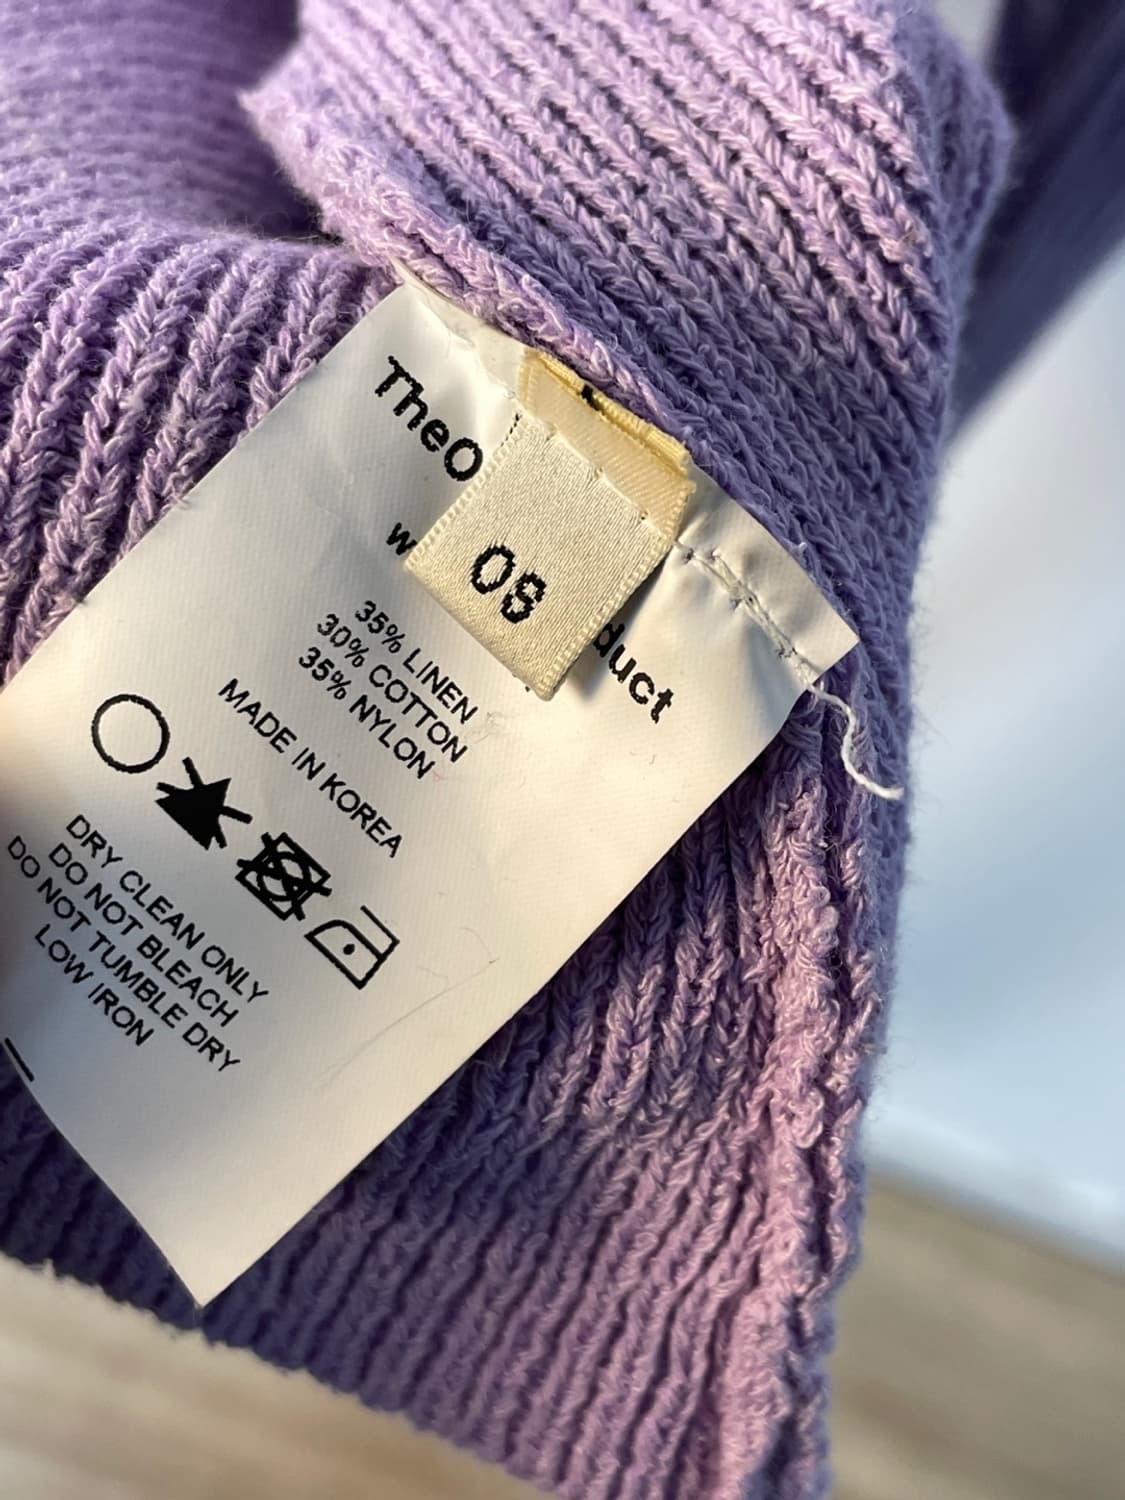 TheO
OS
duct
35% LINEN
30% COTTON
35% NYLON
MADE IN KOREA
DRY CLEAN ONLY
DO NOT BLEACH
DO NOT TUMBLE DRY
LOW IRON